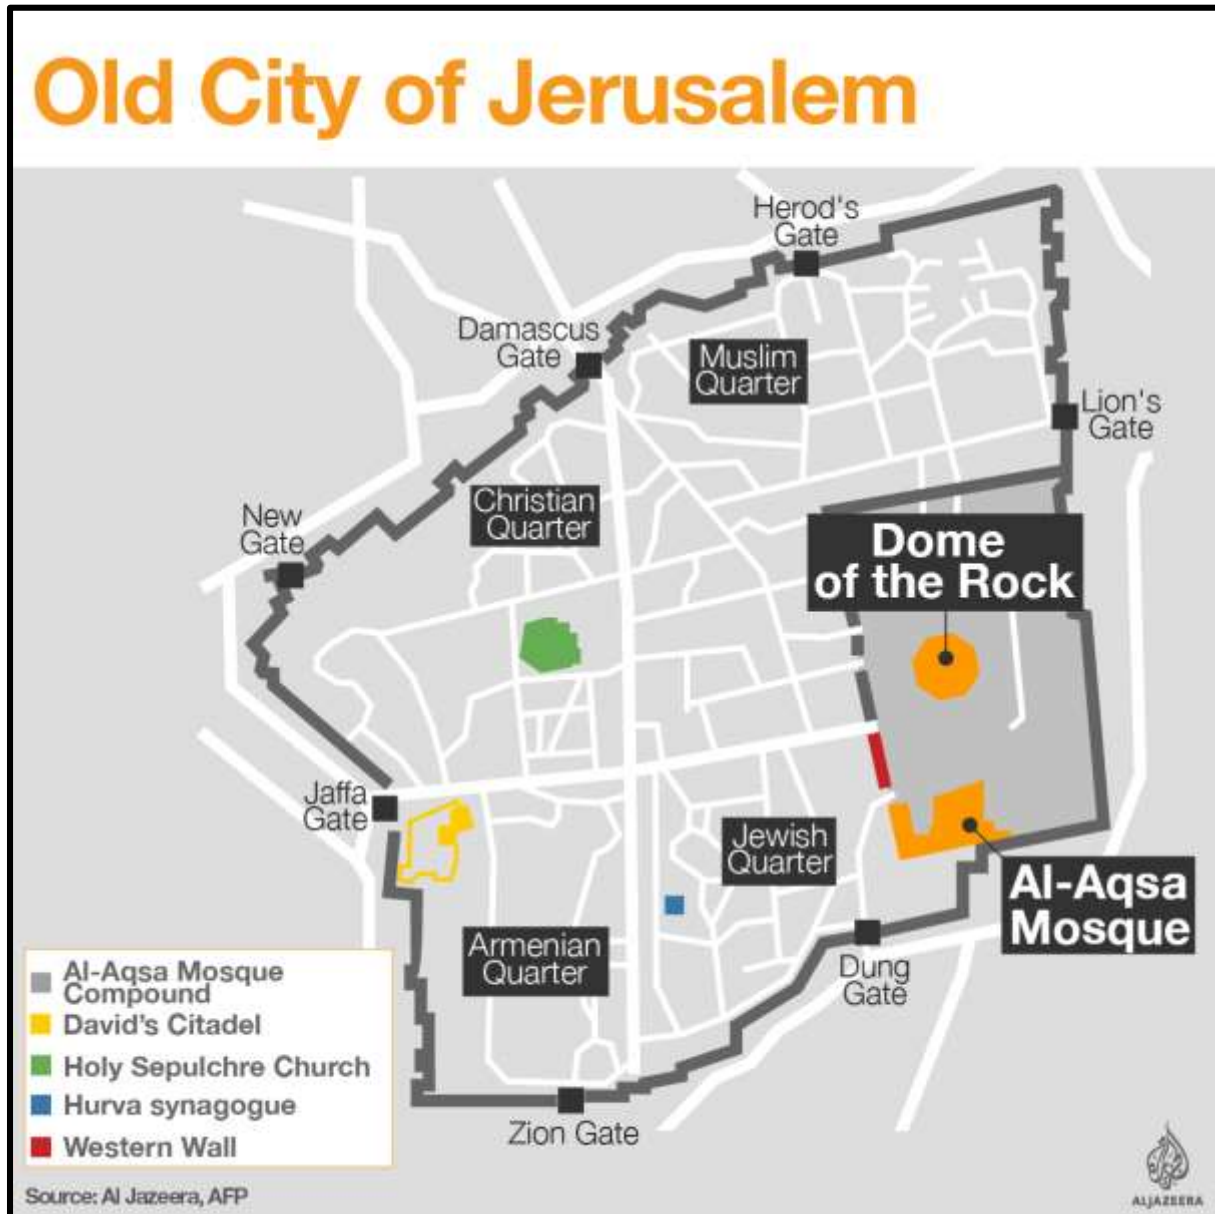 Old City of Jerusalem
Herod's
Gate
Damascus
Gate
Muslim
Quarter
Lion's
Gate
Christian
Quarter
New
Gate
Dome
of the Rock
Jaffa
Gate
Jewish
Quarter
Al-Aqsa
Mosque
Armenian
Quarter
Dung
Gate
Zion Gate
Al-Aqsa Mosque
Compound
David's Citadel
Holy Sepulchre Church
Hurva synagogue
Western Wall
Source: Al Jazeera, AFP
ALJAZEERA